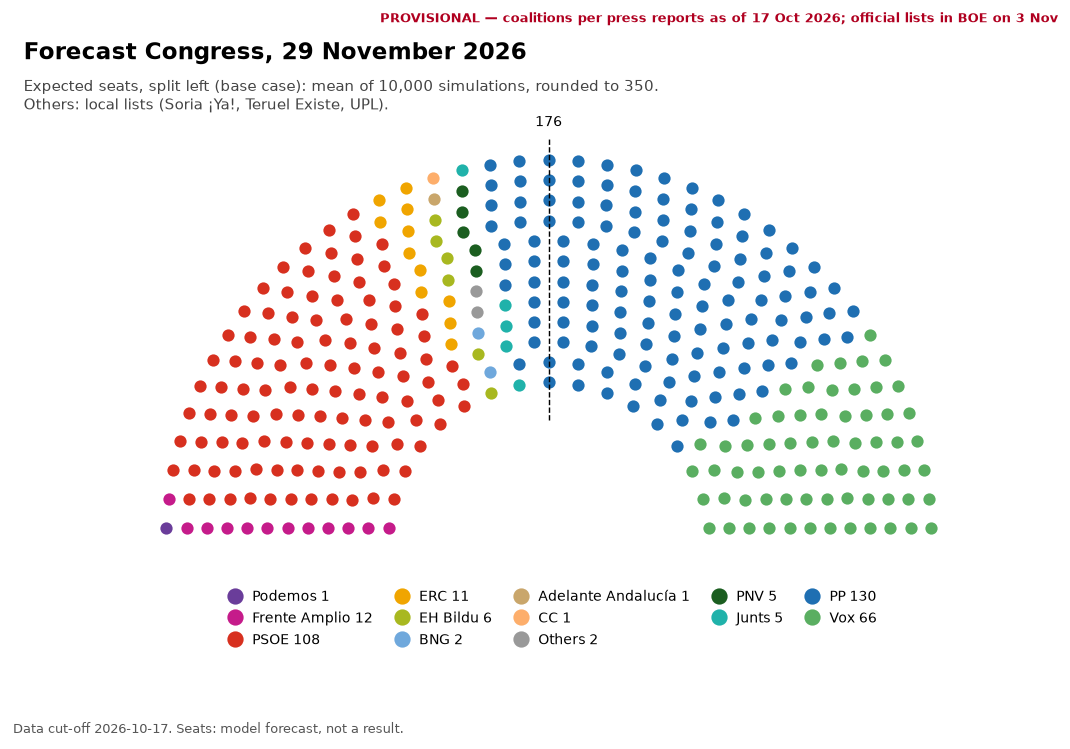 PROVISIONAL — coalitions per press reports as of 17 Oct 2026; official lists in BOE on 3 Nov
Forecast Congress, 29 November 2026
Expected seats, split left (base case): mean of 10,000 simulations, rounded to 350.
Others: local lists (Soria ¡Ya!, Teruel Existe, UPL).
176
Podemos 1
Frente Amplio 12
PSOE 108
ERC 11
EH Bildu 6
BNG 2
Adelante Andalucía 1
CC 1
Others 2
PNV 5
Junts 5
PP 130
Vox 66
Data cut-off 2026-10-17. Seats: model forecast, not a result.